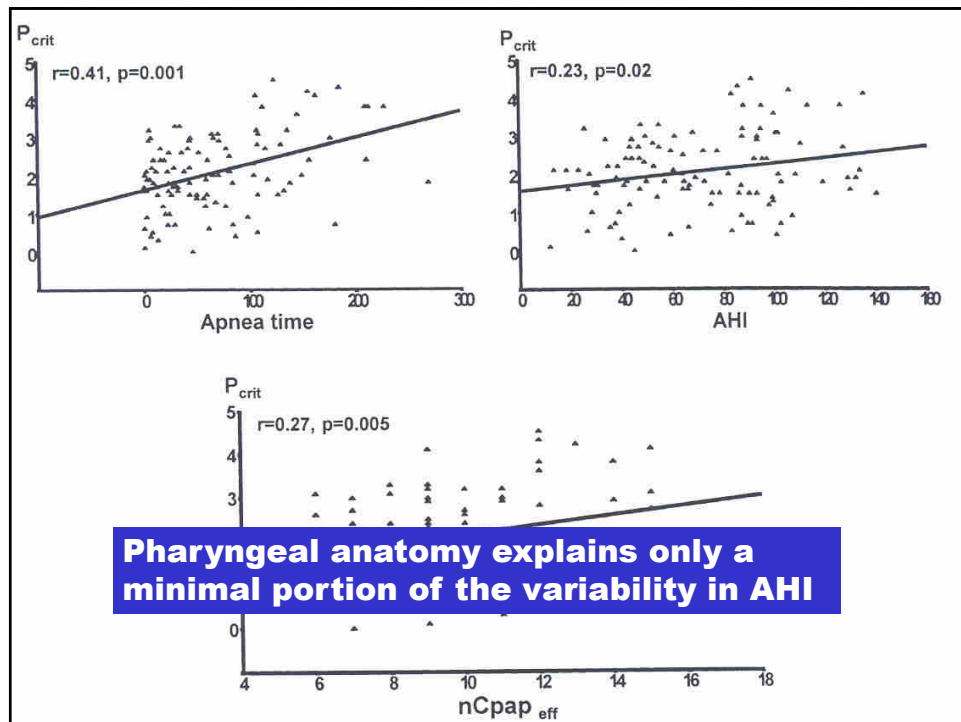 Pcrit
r=0.41, p=0.001
5
4
3
2
1
0
0 100 200 300
Apnea time
Pcrit
r=0.23, p=0.02
5
4
3
2
1
0
0 20 40 60 80 100 120 140 160
AHI
Pcrit
r=0.27, p=0.005
5
4
3
Pharyngeal anatomy explains only a
minimal portion of the variability in AHI
0
4 6 8 10 12 14 16 18
nCpap eff